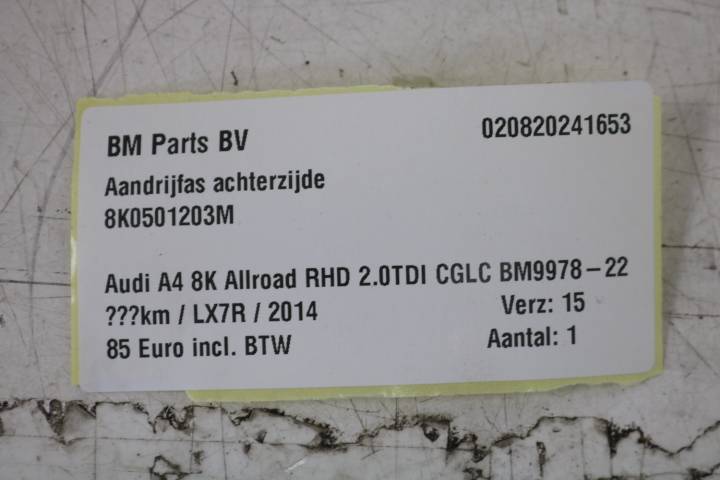 BM Parts BV 020820241653
Aandrijfas achterzijde
8K0501203M
Audi A4 8K Allroad RHD 2.0TDI CGLC BM9978-22
???km / LX7R / 2014 Verz: 15
85 Euro incl. BTW Aantal: 1